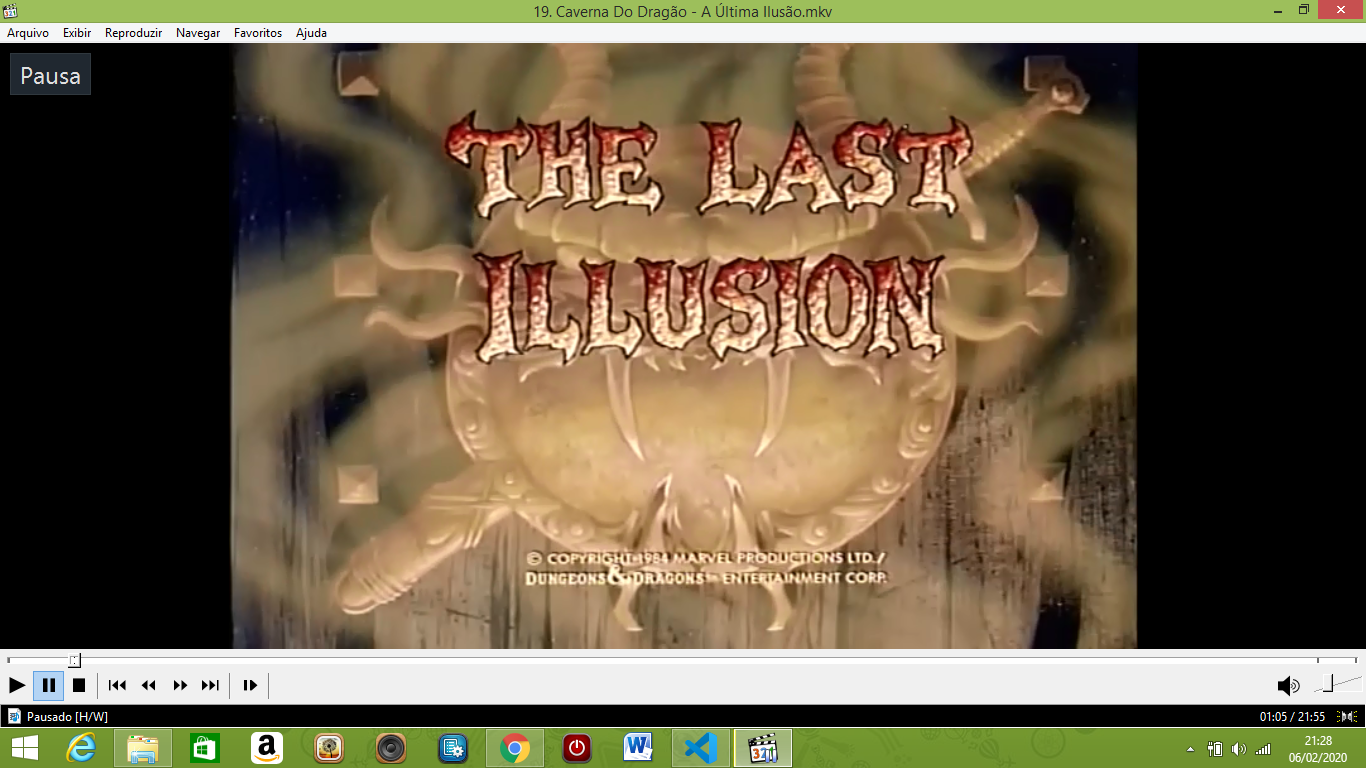 19. Caverna Do Dragão - A Última Ilusão.mkv
Arquivo Exibir Reproduzir Navegar Favoritos Ajuda
Pausa
THE LAST
ILLUSION
© COPYRIGHT 1984 MARVEL PRODUCTIONS LTD./
DUNGEONS & DRAGONS™ ENTERTAINMENT CORP.
Pausado [H/W]
01:05 / 21:55
21:28
06/02/2020